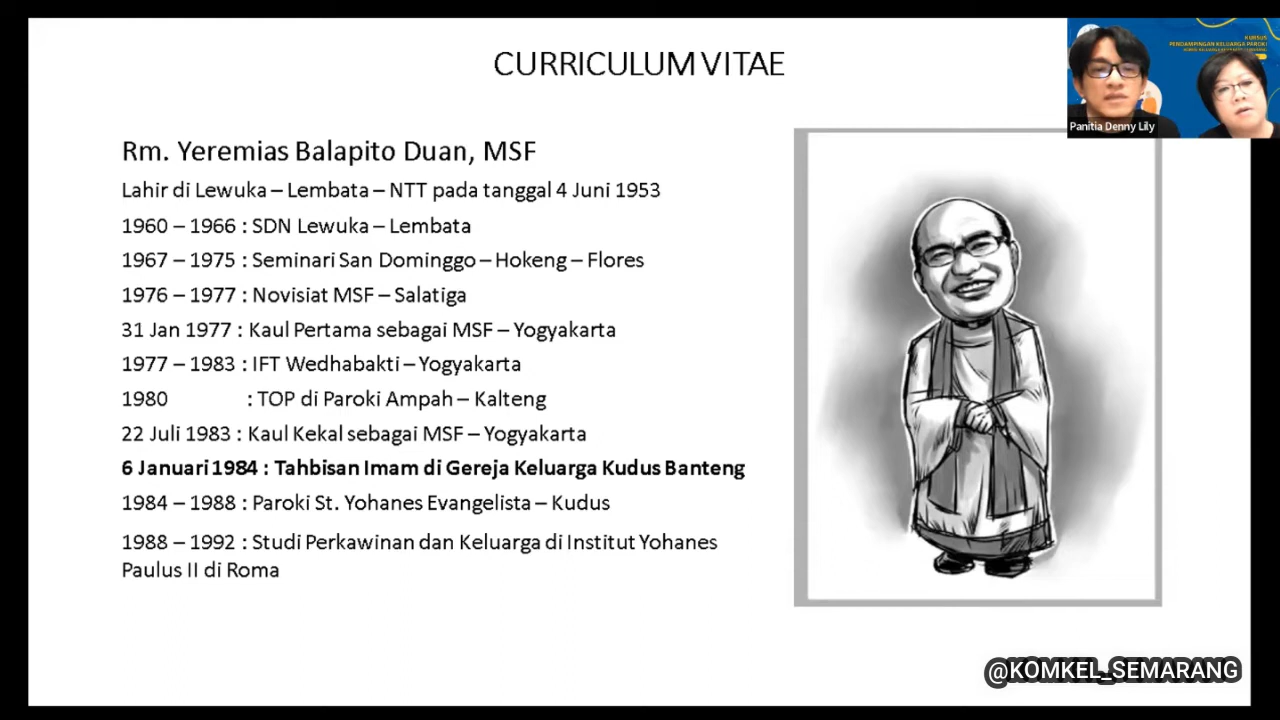 CURRICULUM VITAE
KURSUS
PENDAMPINGAN KELUARGA PAROKI
Panitia Denny Lily
Rm. Yeremias Balapito Duan, MSF
Lahir di Lewuka – Lembata – NTT pada tanggal 4 Juni 1953
1960 – 1966 : SDN Lewuka – Lembata
1967 – 1975 : Seminari San Dominggo – Hokeng – Flores
1976 – 1977 : Novisiat MSF – Salatiga
31 Jan 1977 : Kaul Pertama sebagai MSF – Yogyakarta
1977 – 1983 : IFT Wedhabakti – Yogyakarta
1980 : TOP di Paroki Ampah – Kalteng
22 Juli 1983 : Kaul Kekal sebagai MSF – Yogyakarta
6 Januari 1984 : Tahbisan Imam di Gereja Keluarga Kudus Banteng
1984 – 1988 : Paroki St. Yohanes Evangelista – Kudus
1988 – 1992 : Studi Perkawinan dan Keluarga di Institut Yohanes
Paulus II di Roma
@KOMKEL_SEMARANG